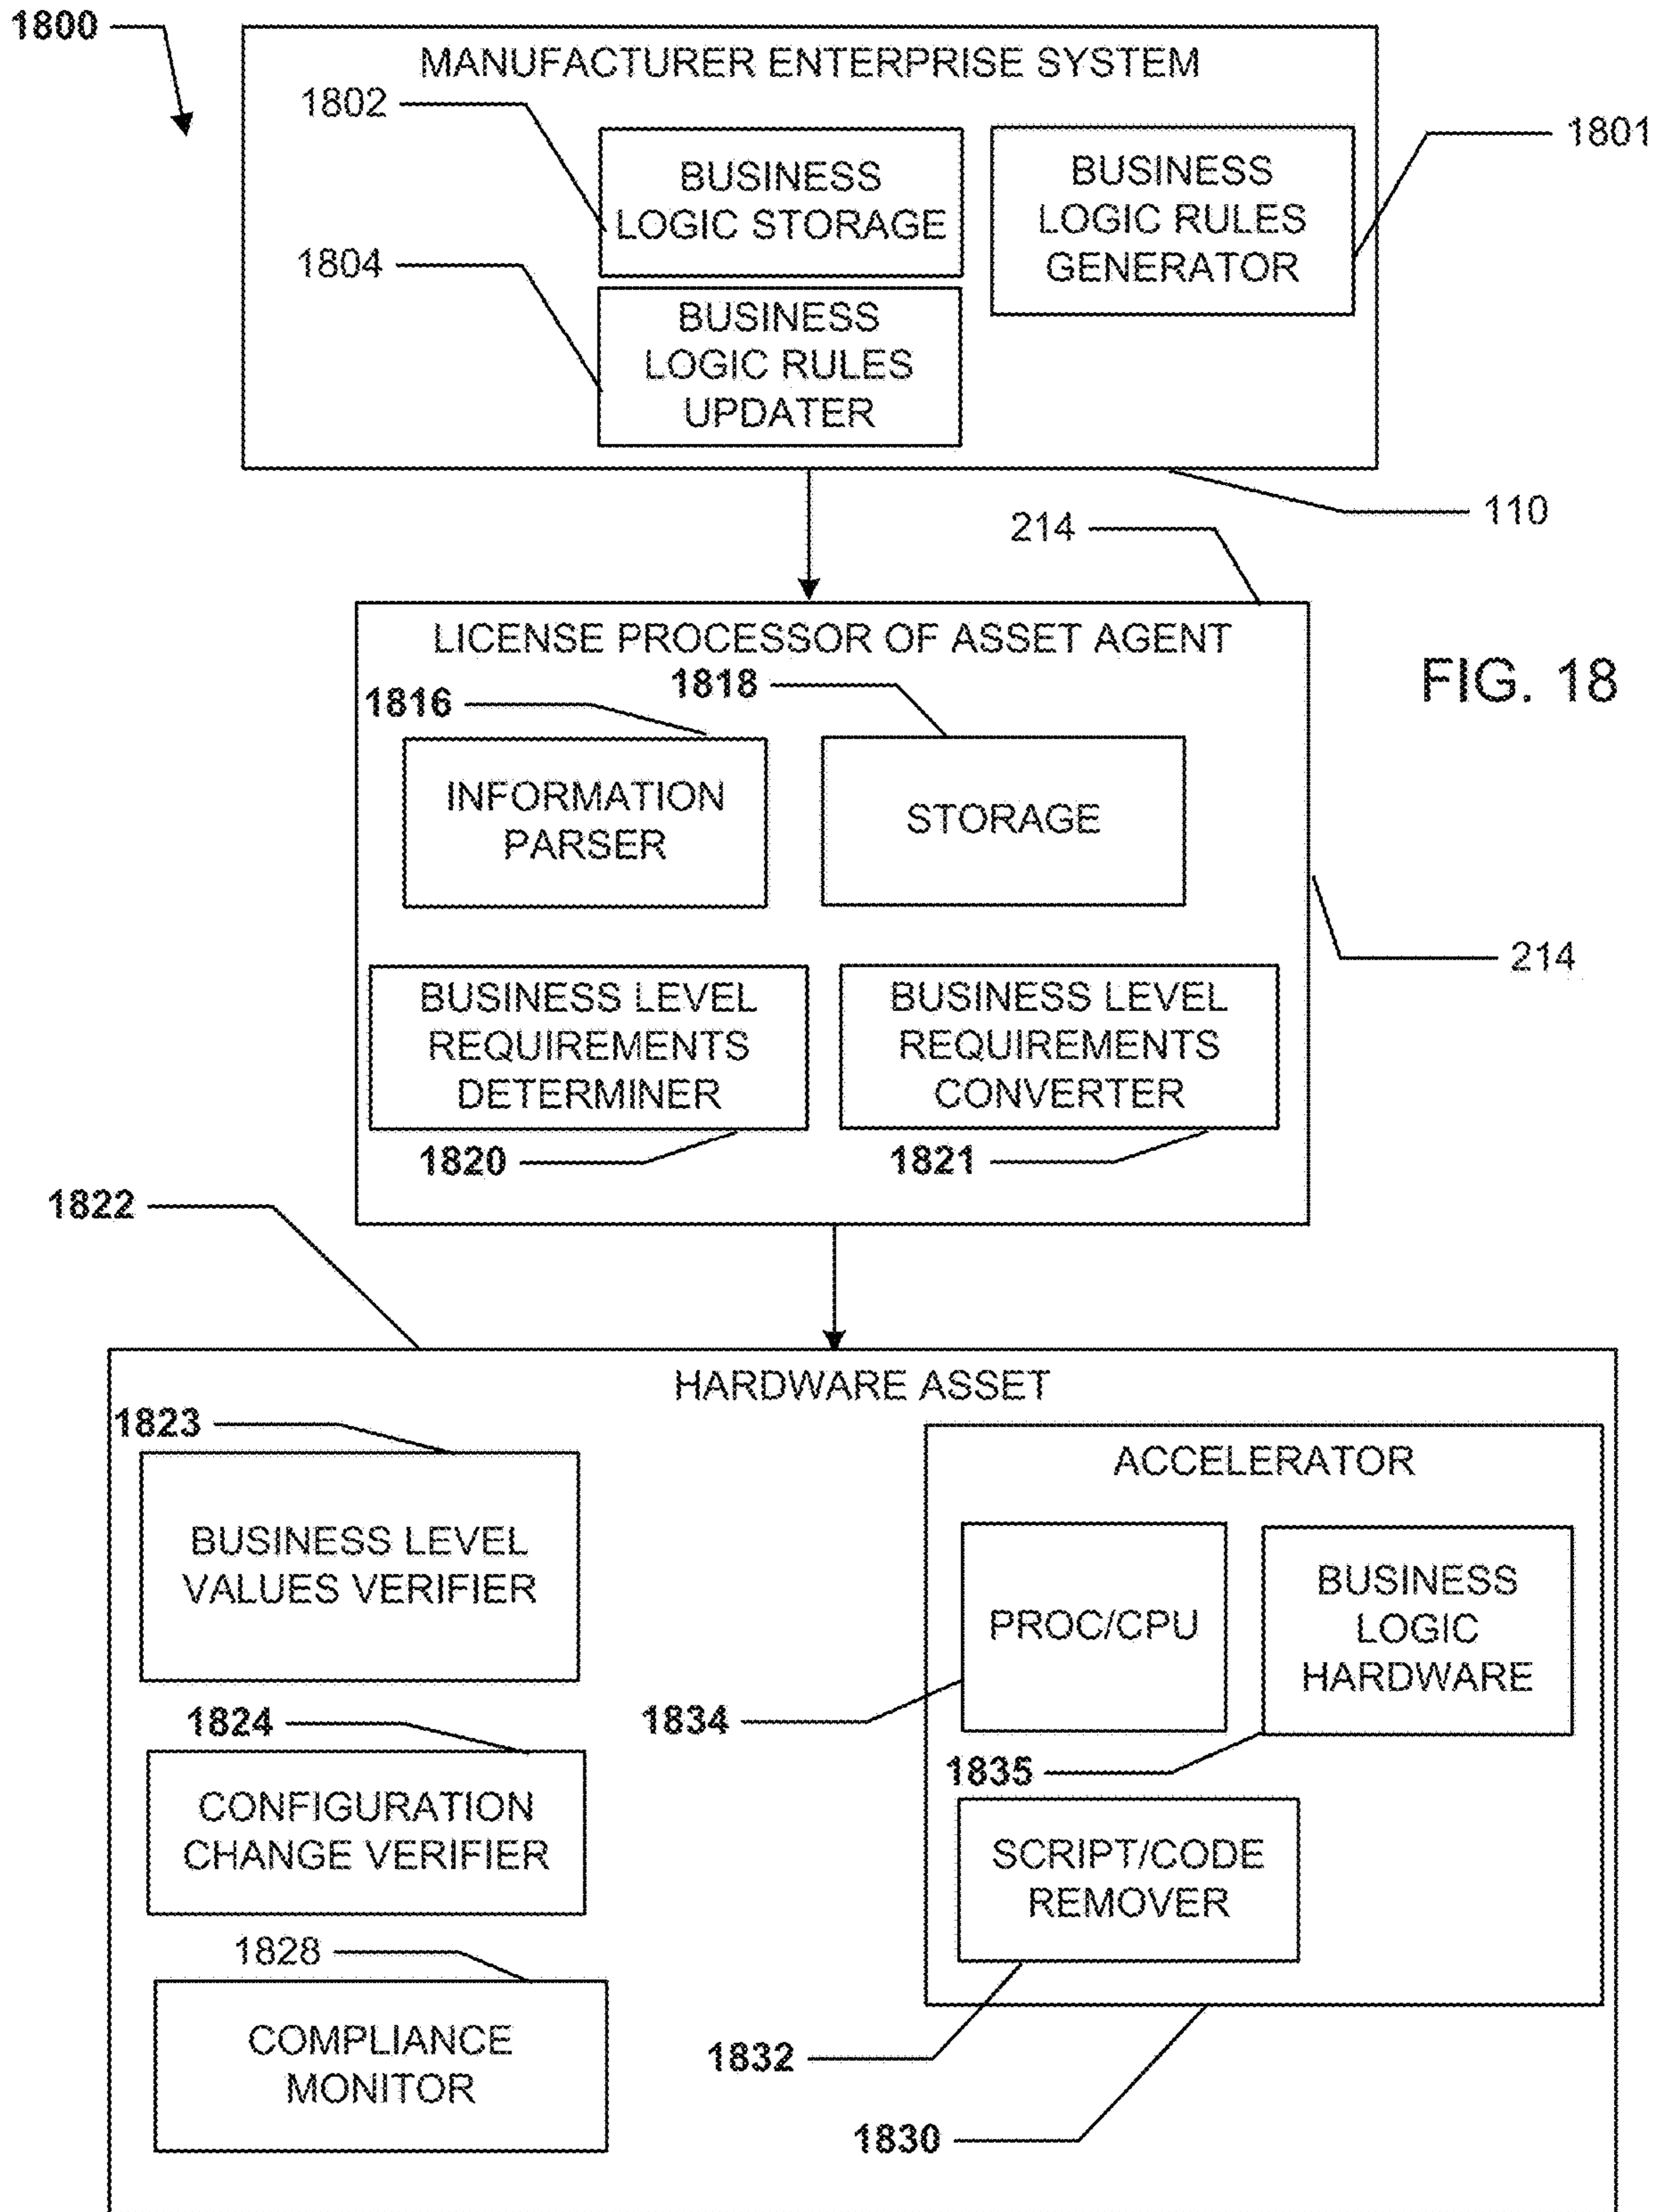 1800
MANUFACTURER ENTERPRISE SYSTEM
1802
BUSINESS
LOGIC STORAGE
BUSINESS
LOGIC RULES
GENERATOR
1801
1804
BUSINESS
LOGIC RULES
UPDATER
110
214
LICENSE PROCESSOR OF ASSET AGENT
FIG. 18
1816
1818
INFORMATION
PARSER
STORAGE
214
BUSINESS LEVEL
REQUIREMENTS
DETERMINER
BUSINESS LEVEL
REQUIREMENTS
CONVERTER
1820
1821
1822
HARDWARE ASSET
1823
BUSINESS LEVEL
VALUES VERIFIER
ACCELERATOR
PROC/CPU
BUSINESS
LOGIC
HARDWARE
1834
1835
1824
CONFIGURATION
CHANGE VERIFIER
SCRIPT/CODE
REMOVER
1828
COMPLIANCE
MONITOR
1832
1830